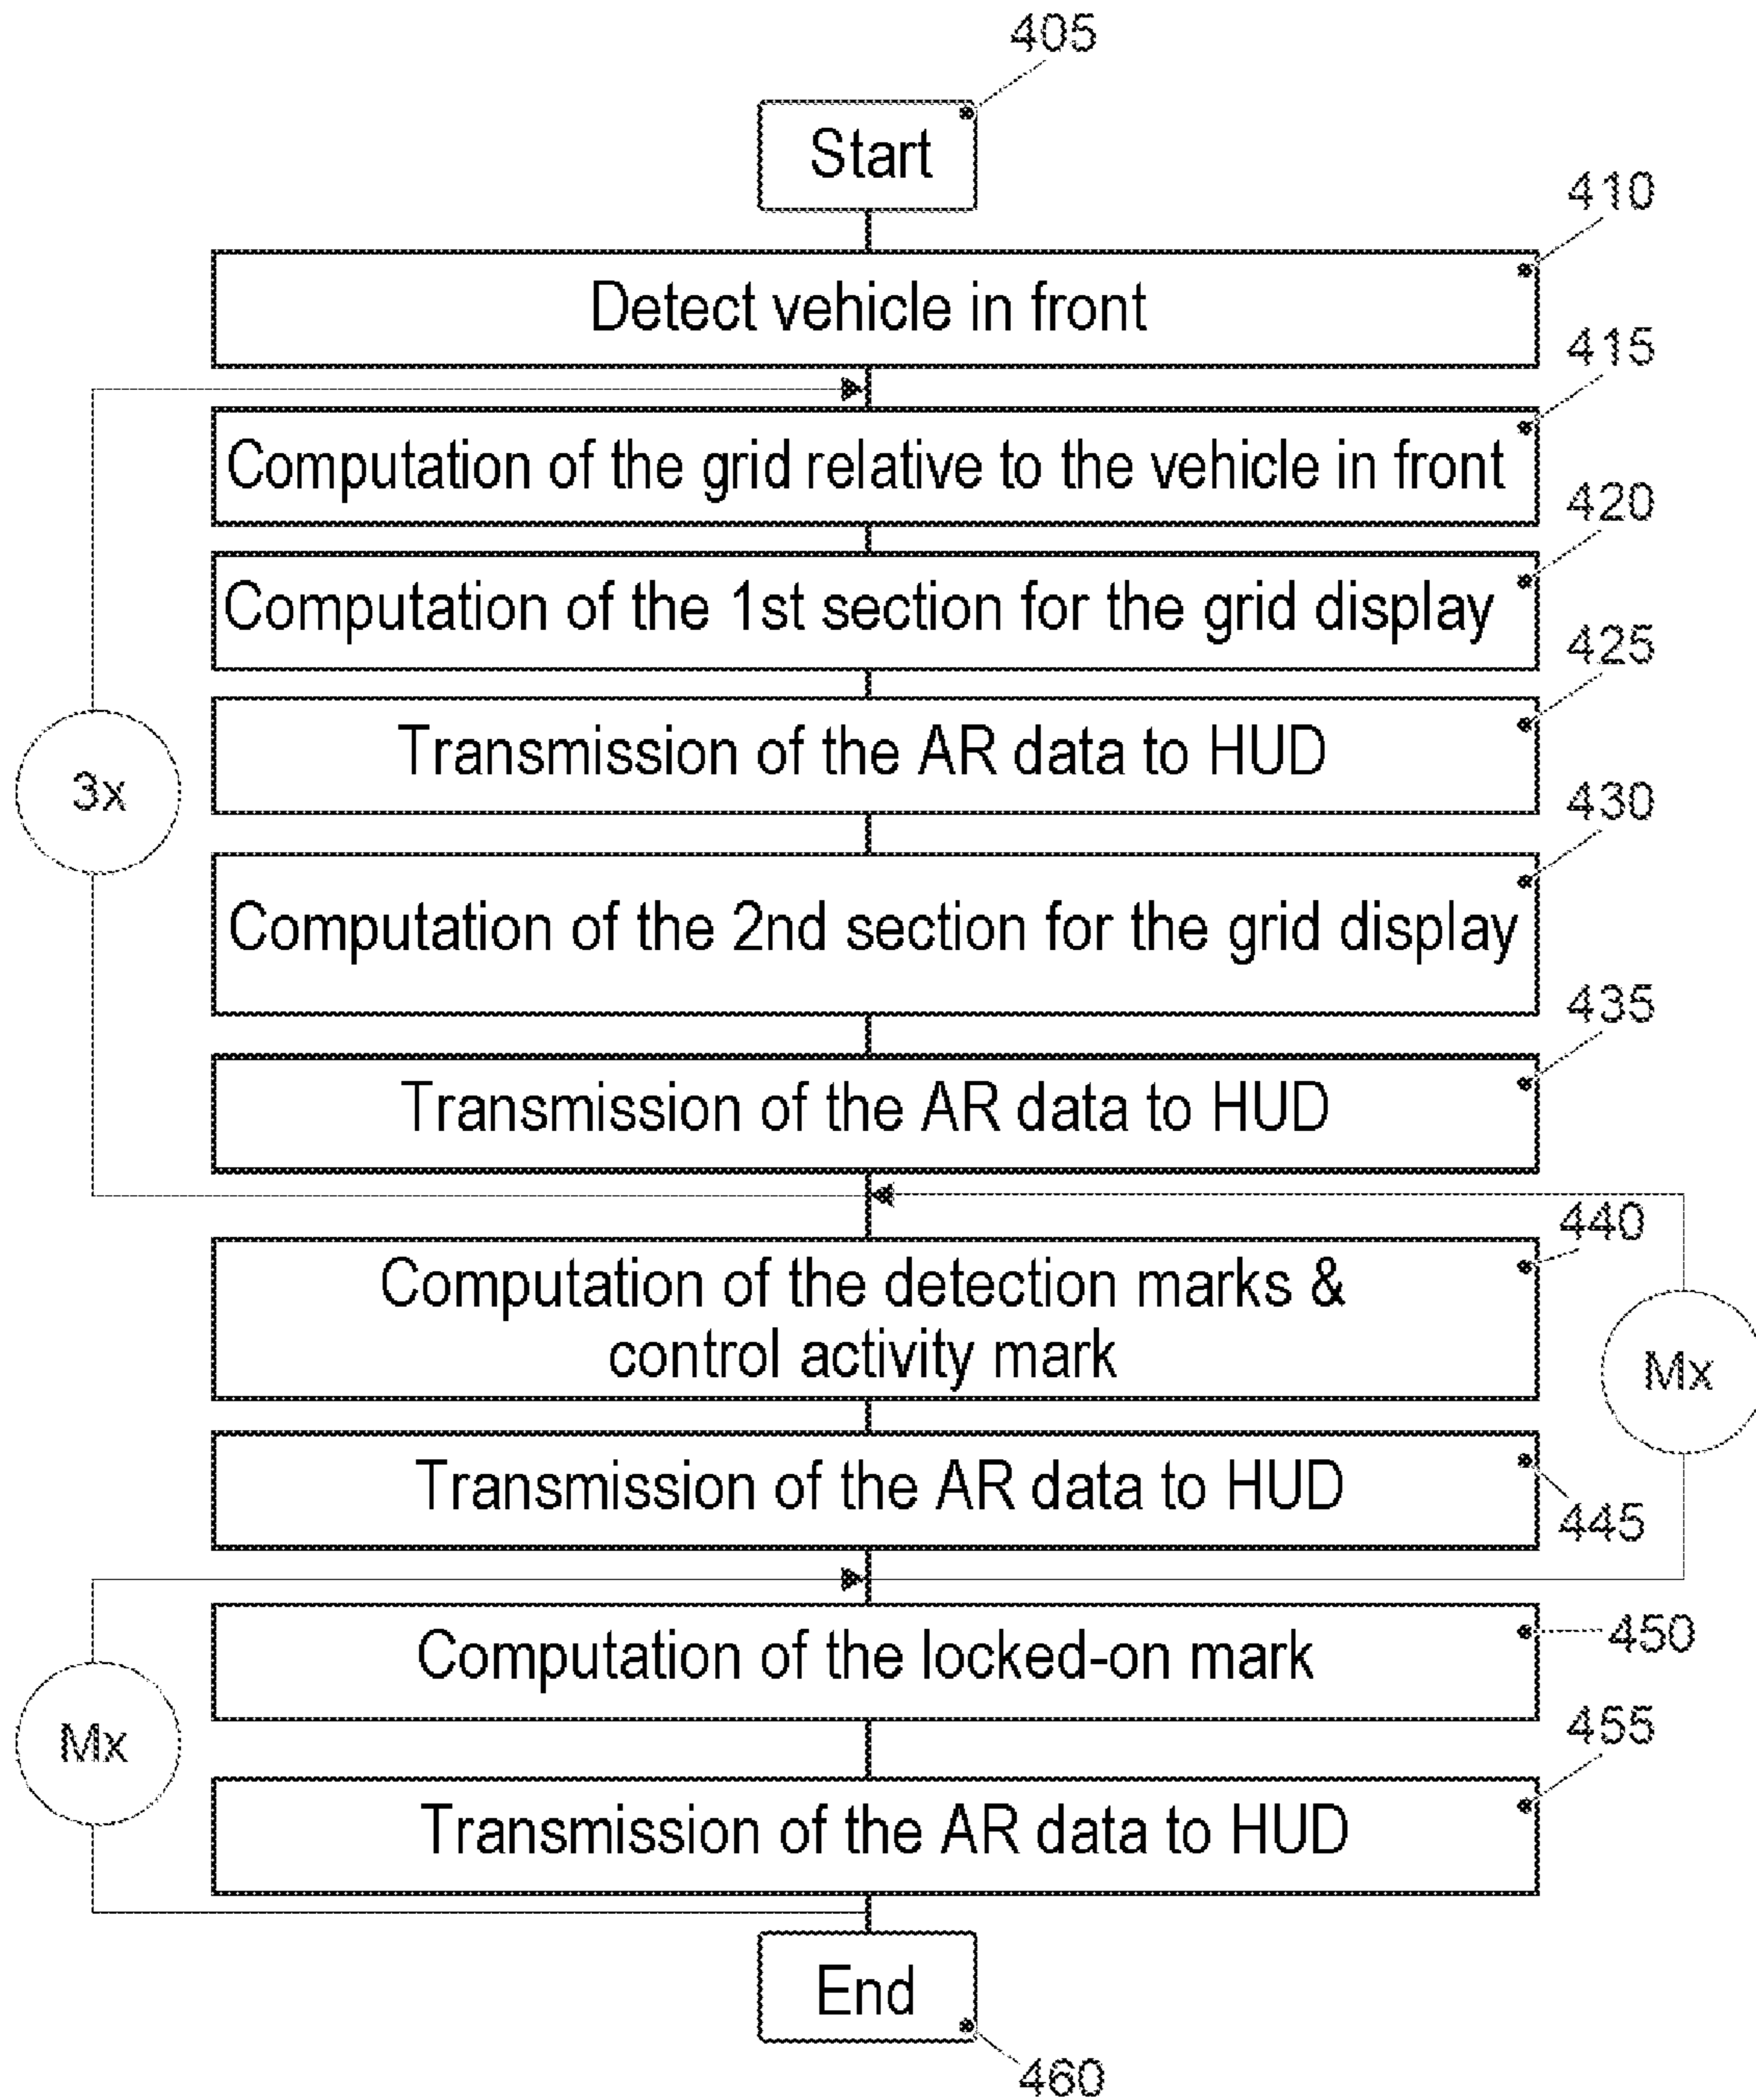 405
Start
410
Detect vehicle in front
415
Computation of the grid relative to the vehicle in front
420
Computation of the 1st section for the grid display
425
Transmission of the AR data to HUD
3x
430
Computation of the 2nd section for the grid display
435
Transmission of the AR data to HUD
440
Computation of the detection marks &
control activity mark
Mx
Transmission of the AR data to HUD
445
Computation of the locked-on mark
450
Mx
455
Transmission of the AR data to HUD
End
460